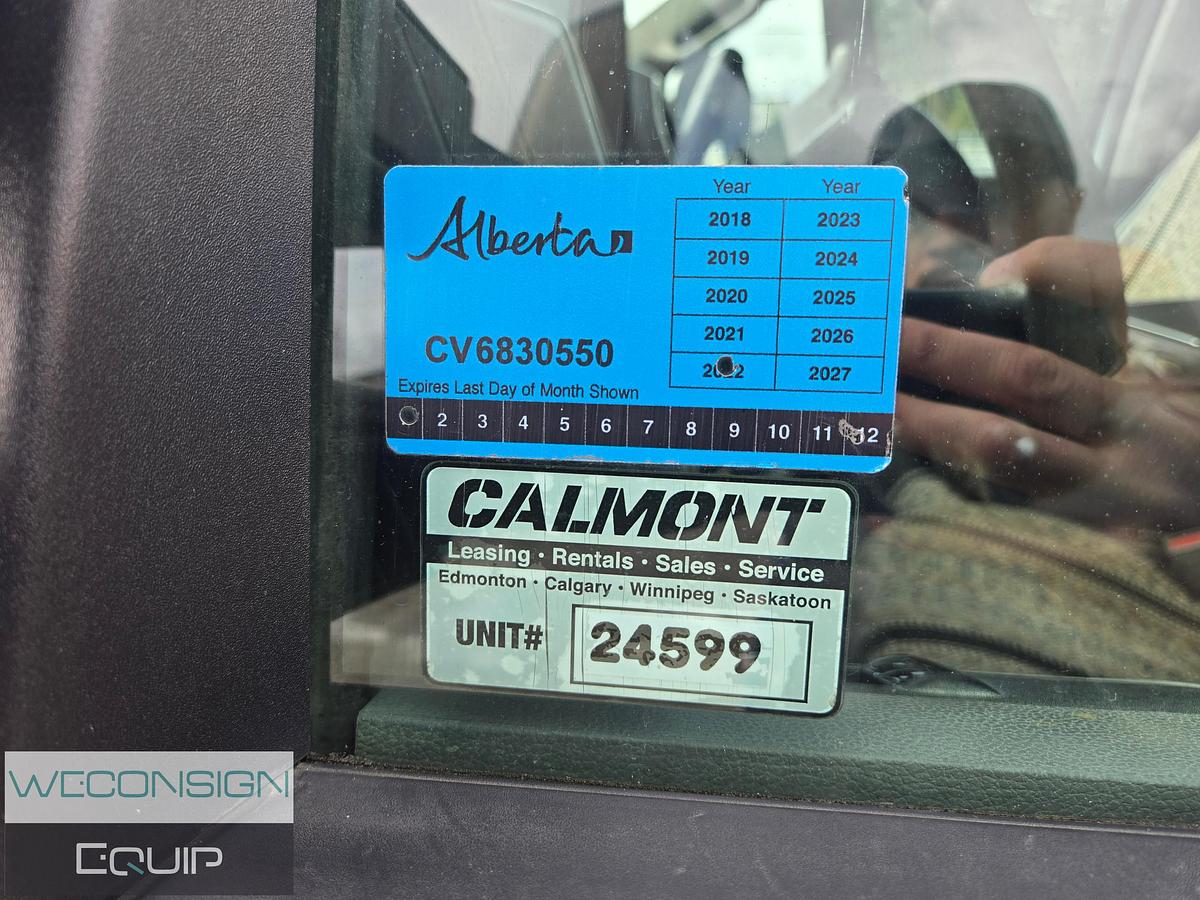 Alberta
Year Year
2018 2023
2019 2024
2020 2025
2021 2026
2022 2027
CV6830550
Expires Last Day of Month Shown
2 3 4 5 6 7 8 9 10 11 12
CALMONT
Leasing · Rentals · Sales · Service
Edmonton · Calgary · Winnipeg · Saskatoon
UNIT# 24599
WECONSIGN
EQUIP